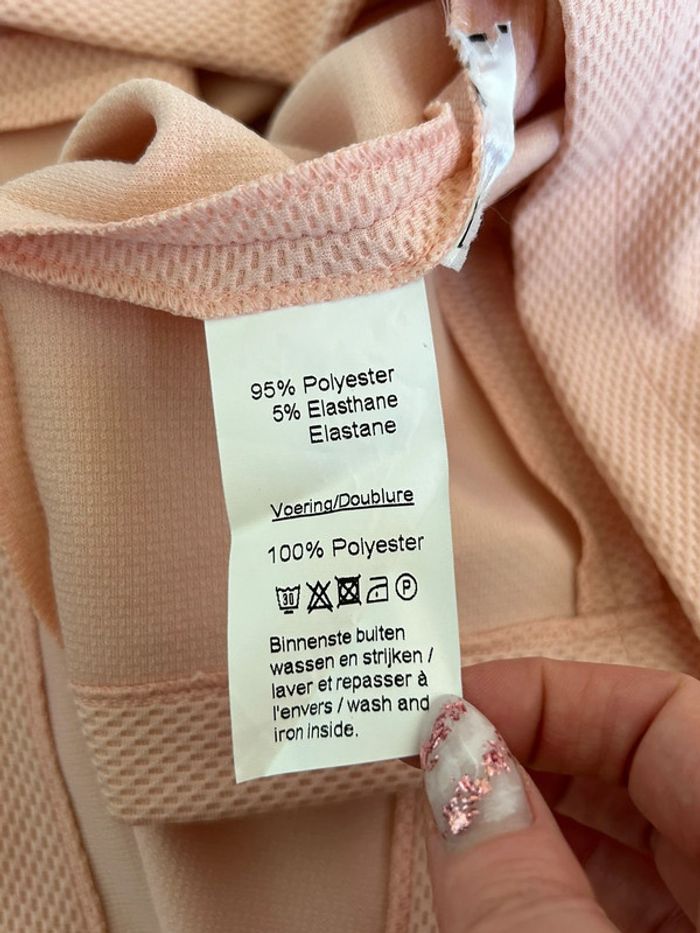 95% Polyester
5% Elasthane
Elastane
Voering/Doublure
100% Polyester
30 P
Binnenste buiten
wassen en strijken /
laver et repasser à
l'envers / wash and
iron inside.